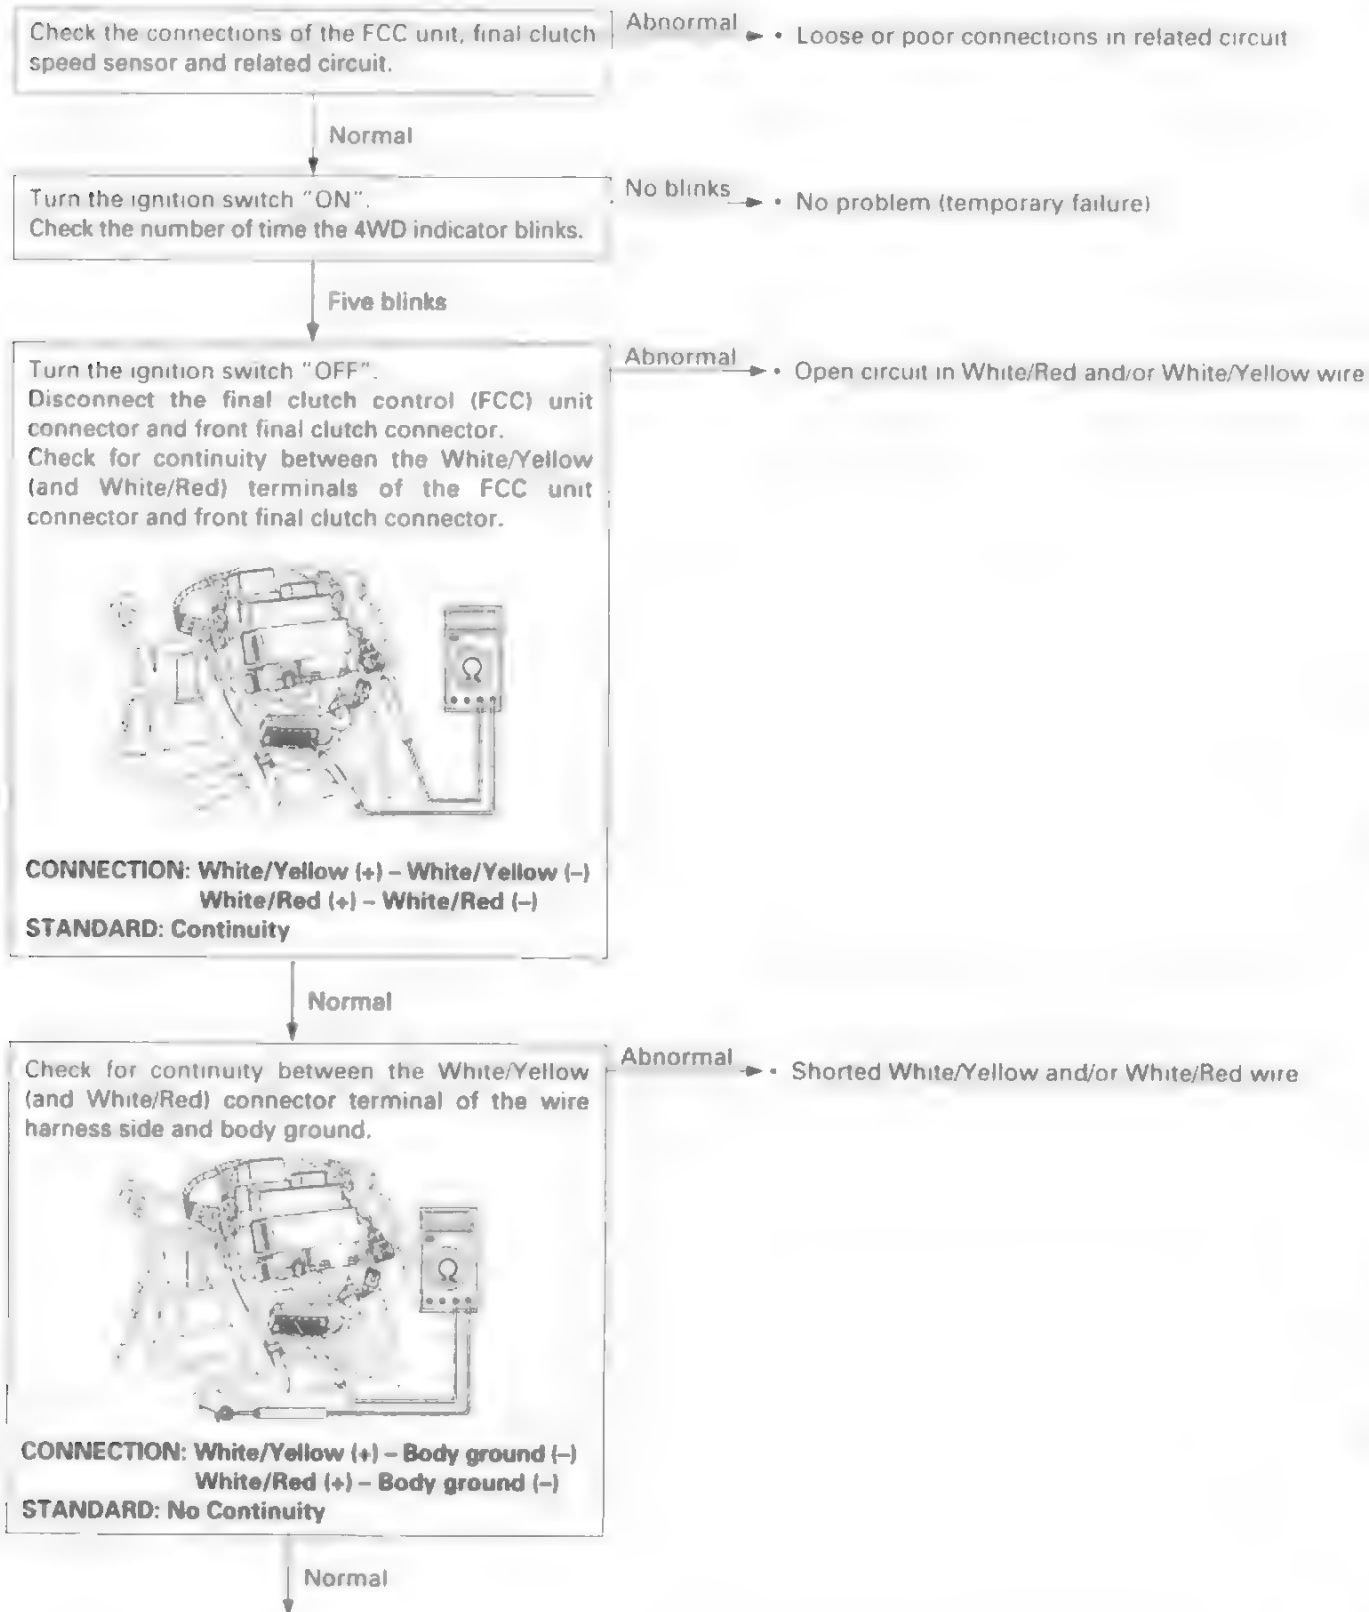 Check the connections of the FCC unit, final clutch
speed sensor and related circuit.
Abnormal
• Loose or poor connections in related circuit
Normal
Turn the ignition switch "ON".
Check the number of time the 4WD indicator blinks.
No blinks
• No problem (temporary failure)
Five blinks
Turn the ignition switch "OFF".
Disconnect the final clutch control (FCC) unit
connector and front final clutch connector.
Check for continuity between the White/Yellow
(and White/Red) terminals of the FCC unit
connector and front final clutch connector.
Abnormal
• Open circuit in White/Red and/or White/Yellow wire
Ω
CONNECTION: White/Yellow (+) – White/Yellow (–)
White/Red (+) – White/Red (–)
STANDARD: Continuity
Normal
Check for continuity between the White/Yellow
(and White/Red) connector terminal of the wire
harness side and body ground.
Abnormal
• Shorted White/Yellow and/or White/Red wire
Ω
CONNECTION: White/Yellow (+) – Body ground (–)
White/Red (+) – Body ground (–)
STANDARD: No Continuity
Normal